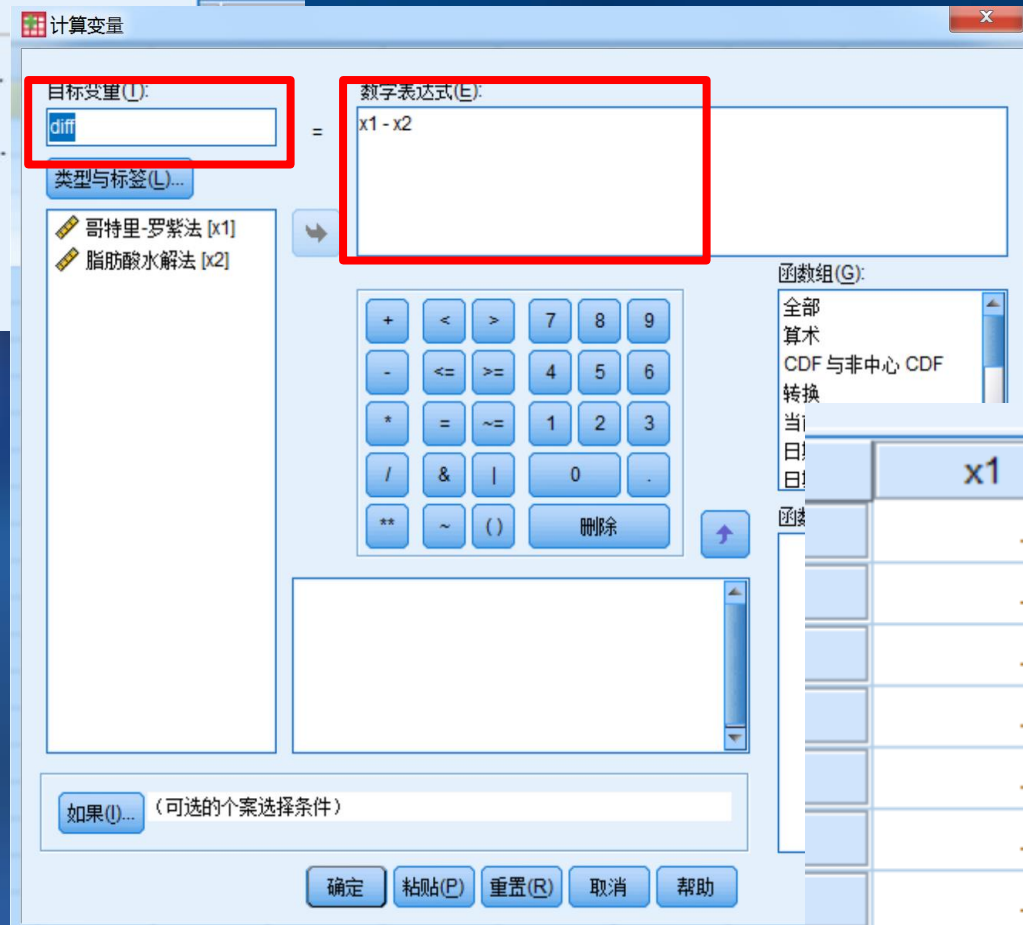 计算变量
x
目标变量(T):
数字表达式(E):
diff
=
x1 - x2
类型与标签(L)...
哥特里-罗紫法 [x1]
脂肪酸水解法 [x2]
函数组(G):
全部
算术
CDF 与非中心 CDF
转换
+ < > 7 8 9
- <= >= 4 5 6
* = ~= 1 2 3
/ & | 0 .
** ~ ( ) 删除
x1
如果(I)...
（可选的个案选择条件）
确定
粘贴(P)
重置(R)
取消
帮助